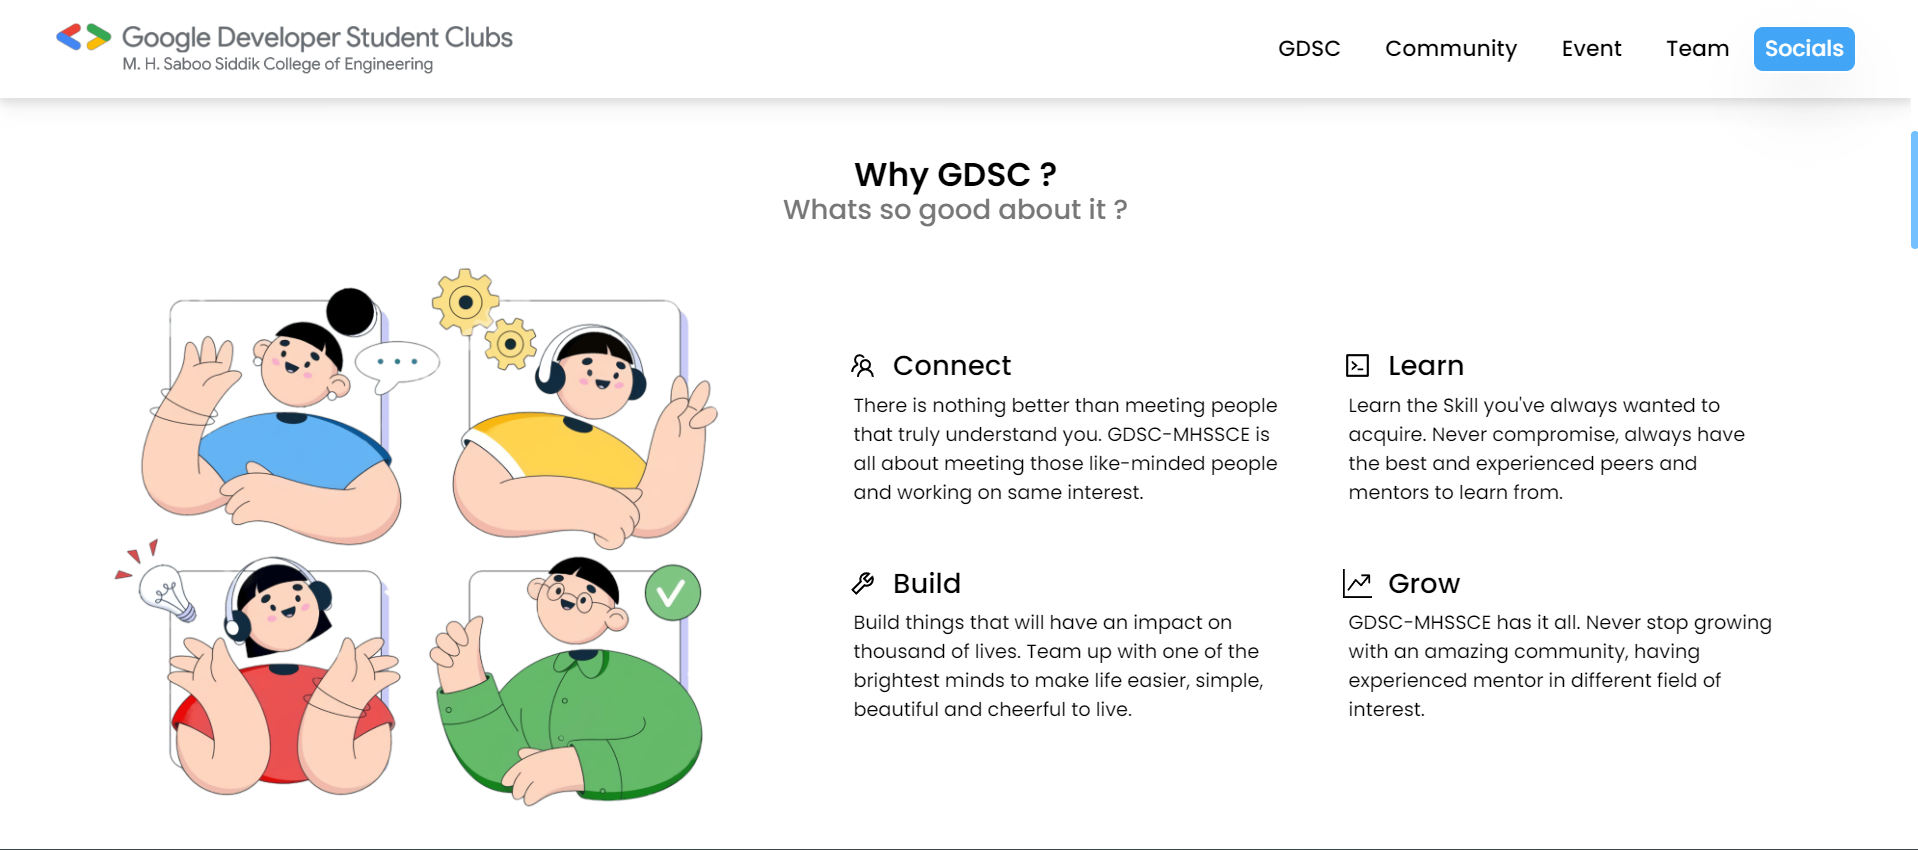 Google Developer Student Clubs
M. H. Saboo Siddik College of Engineering
GDSC Community Event Team Socials
Why GDSC ?
Whats so good about it ?
Connect
There is nothing better than meeting people
that truly understand you. GDSC-MHSSCE is
all about meeting those like-minded people
and working on same interest.
Learn
Learn the Skill you've always wanted to
acquire. Never compromise, always have
the best and experienced peers and
mentors to learn from.
Build
Build things that will have an impact on
thousand of lives. Team up with one of the
brightest minds to make life easier, simple,
beautiful and cheerful to live.
Grow
GDSC-MHSSCE has it all. Never stop growing
with an amazing community, having
experienced mentor in different field of
interest.